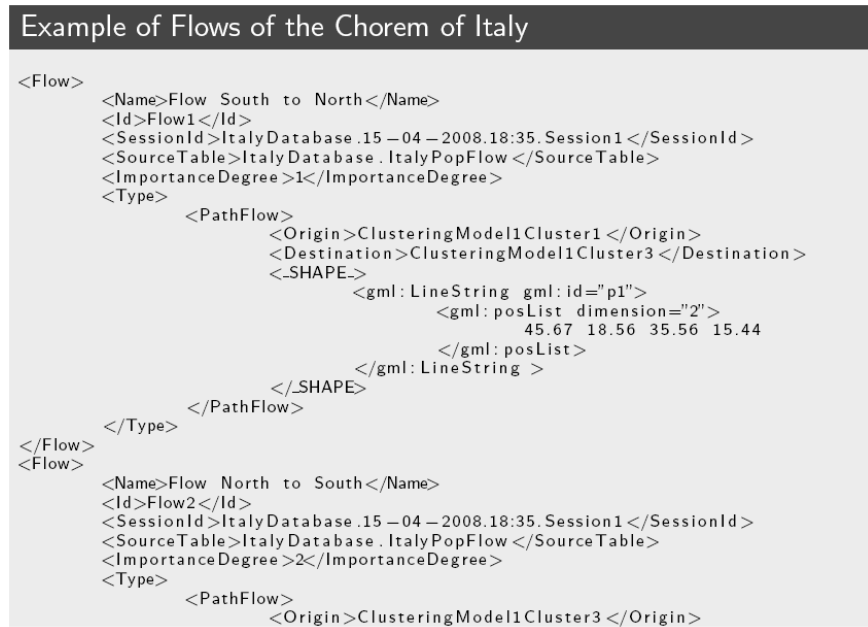 Example of Flows of the Chorem of Italy
<Flow>
<Name>Flow South to North</Name>
<Id>Flow1</Id>
<SessionId>ItalyDatabase.15-04-2008.18:35.Session1</SessionId>
<SourceTable>ItalyDatabase.ItalyPopFlow</SourceTable>
<ImportanceDegree>1</ImportanceDegree>
<Type>
<PathFlow>
<Origin>ClusteringModel1Cluster1</Origin>
<Destination>ClusteringModel1Cluster3</Destination>
<_SHAPE_>
<gml:LineString gml:id="p1">
<gml:posList dimension="2">
45.67 18.56 35.56 15.44
</gml:posList>
</gml:LineString >
</_SHAPE>
</PathFlow>
</Type>
</Flow>
<Flow>
<Name>Flow North to South</Name>
<Id>Flow2</Id>
<SessionId>ItalyDatabase.15-04-2008.18:35.Session1</SessionId>
<SourceTable>ItalyDatabase.ItalyPopFlow</SourceTable>
<ImportanceDegree>2</ImportanceDegree>
<Type>
<PathFlow>
<Origin>ClusteringModel1Cluster3</Origin>